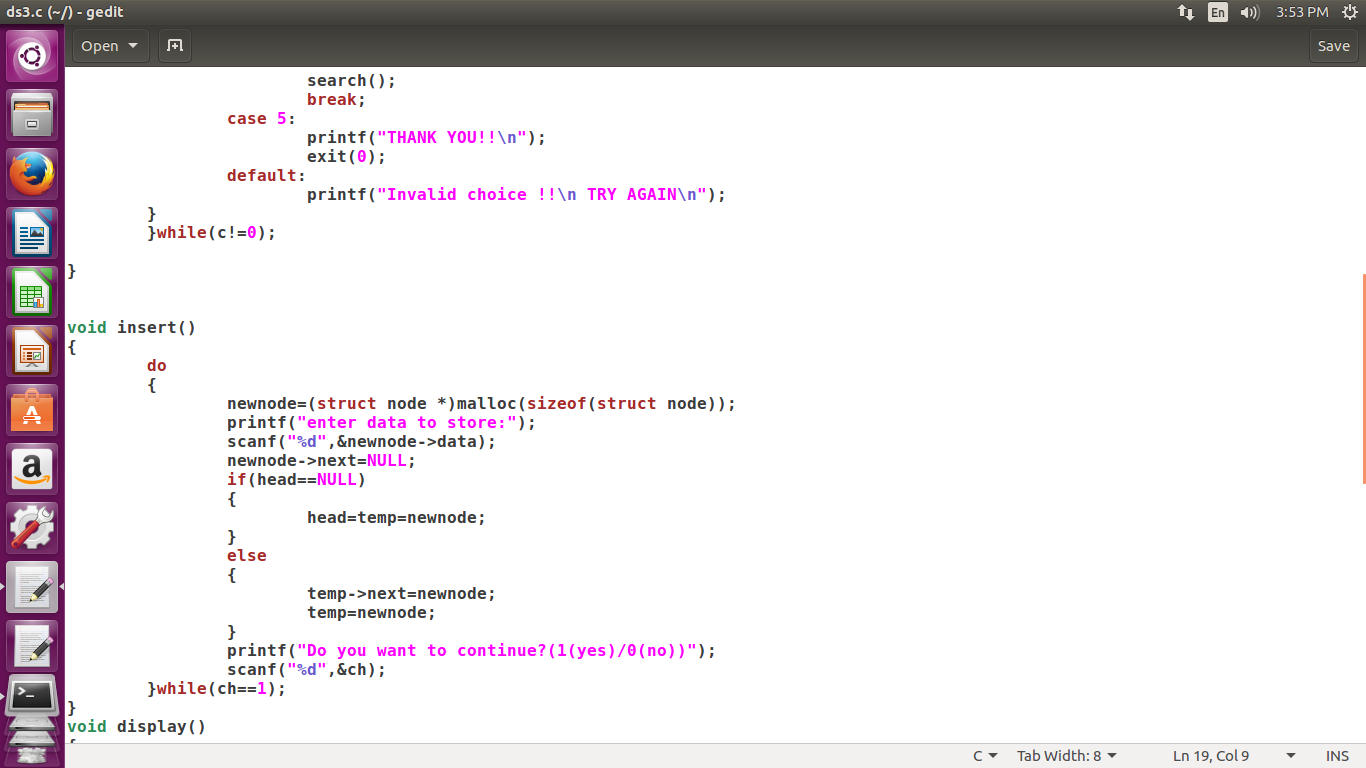 ds3.c (~/) - gedit
En
3:53 PM
Open
Save
search();
break;
case 5:
printf("THANK YOU!!\n");
exit(0);
default:
printf("Invalid choice !!\n TRY AGAIN\n");
}
}while(c!=0);
}
void insert()
{
do
{
newnode=(struct node *)malloc(sizeof(struct node));
printf("enter data to store:");
scanf("%d",&newnode->data);
newnode->next=NULL;
if(head==NULL)
{
head=temp=newnode;
}
else
{
temp->next=newnode;
temp=newnode;
}
printf("Do you want to continue?(1(yes)/0(no))");
scanf("%d",&ch);
}while(ch==1);
}
void display()
{
C
Tab Width: 8
Ln 19, Col 9
INS